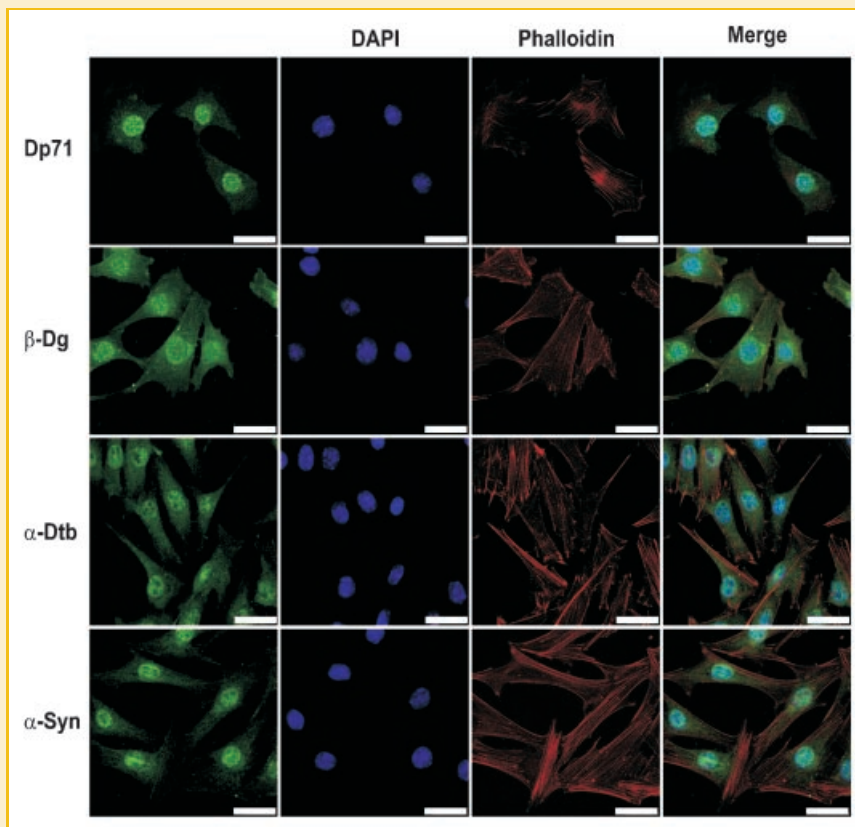 DAPI Phalloidin Merge
Dp71
β-Dg
α-Dtb
α-Syn